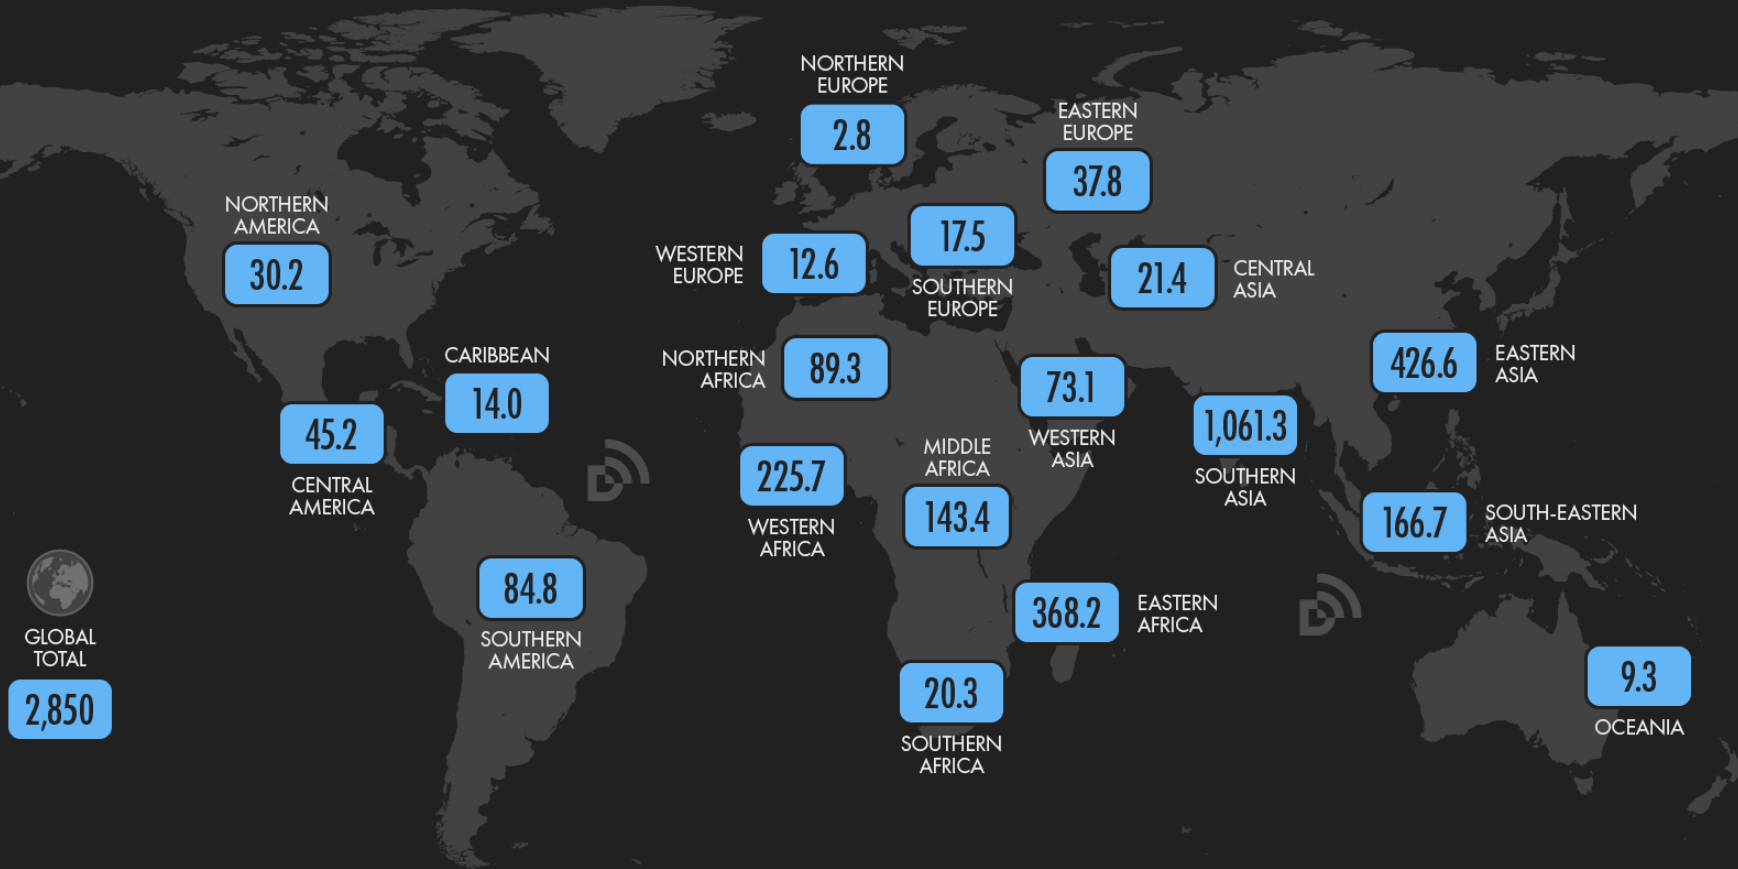 NORTHERN
EUROPE
2.8
EASTERN
EUROPE
37.8
NORTHERN
AMERICA
30.2
WESTERN
EUROPE
12.6
17.5
SOUTHERN
EUROPE
21.4
CENTRAL
ASIA
CARIBBEAN
14.0
NORTHERN
AFRICA
89.3
73.1
WESTERN
ASIA
426.6
EASTERN
ASIA
45.2
CENTRAL
AMERICA
225.7
WESTERN
AFRICA
MIDDLE
AFRICA
143.4
1,061.3
SOUTHERN
ASIA
166.7
SOUTH-EASTERN
ASIA
84.8
SOUTHERN
AMERICA
368.2
EASTERN
AFRICA
GLOBAL
TOTAL
2,850
20.3
SOUTHERN
AFRICA
9.3
OCEANIA